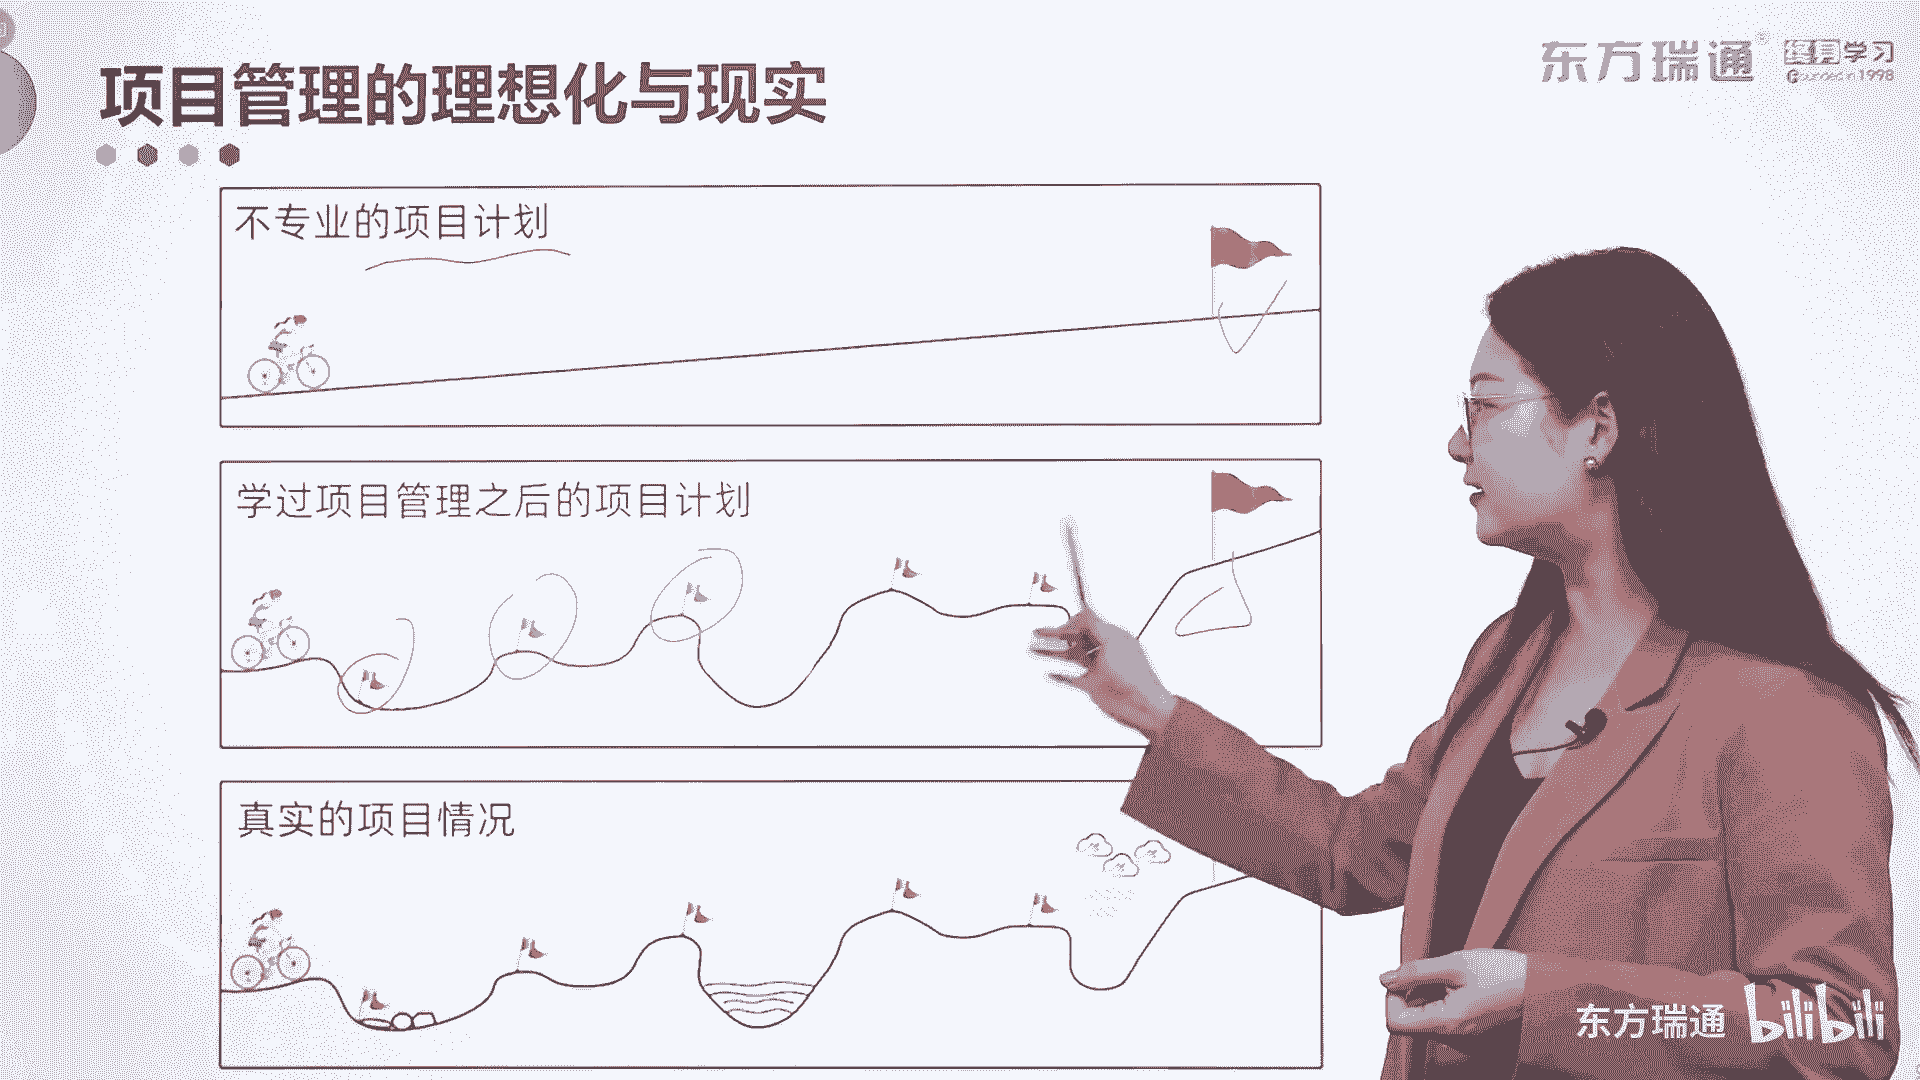 东方瑞通®
终身学习
Founded in 1998
项目管理的理想化与现实
不专业的项目计划
学过项目管理之后的项目计划
真实的项目情况
东方瑞通 bilibili